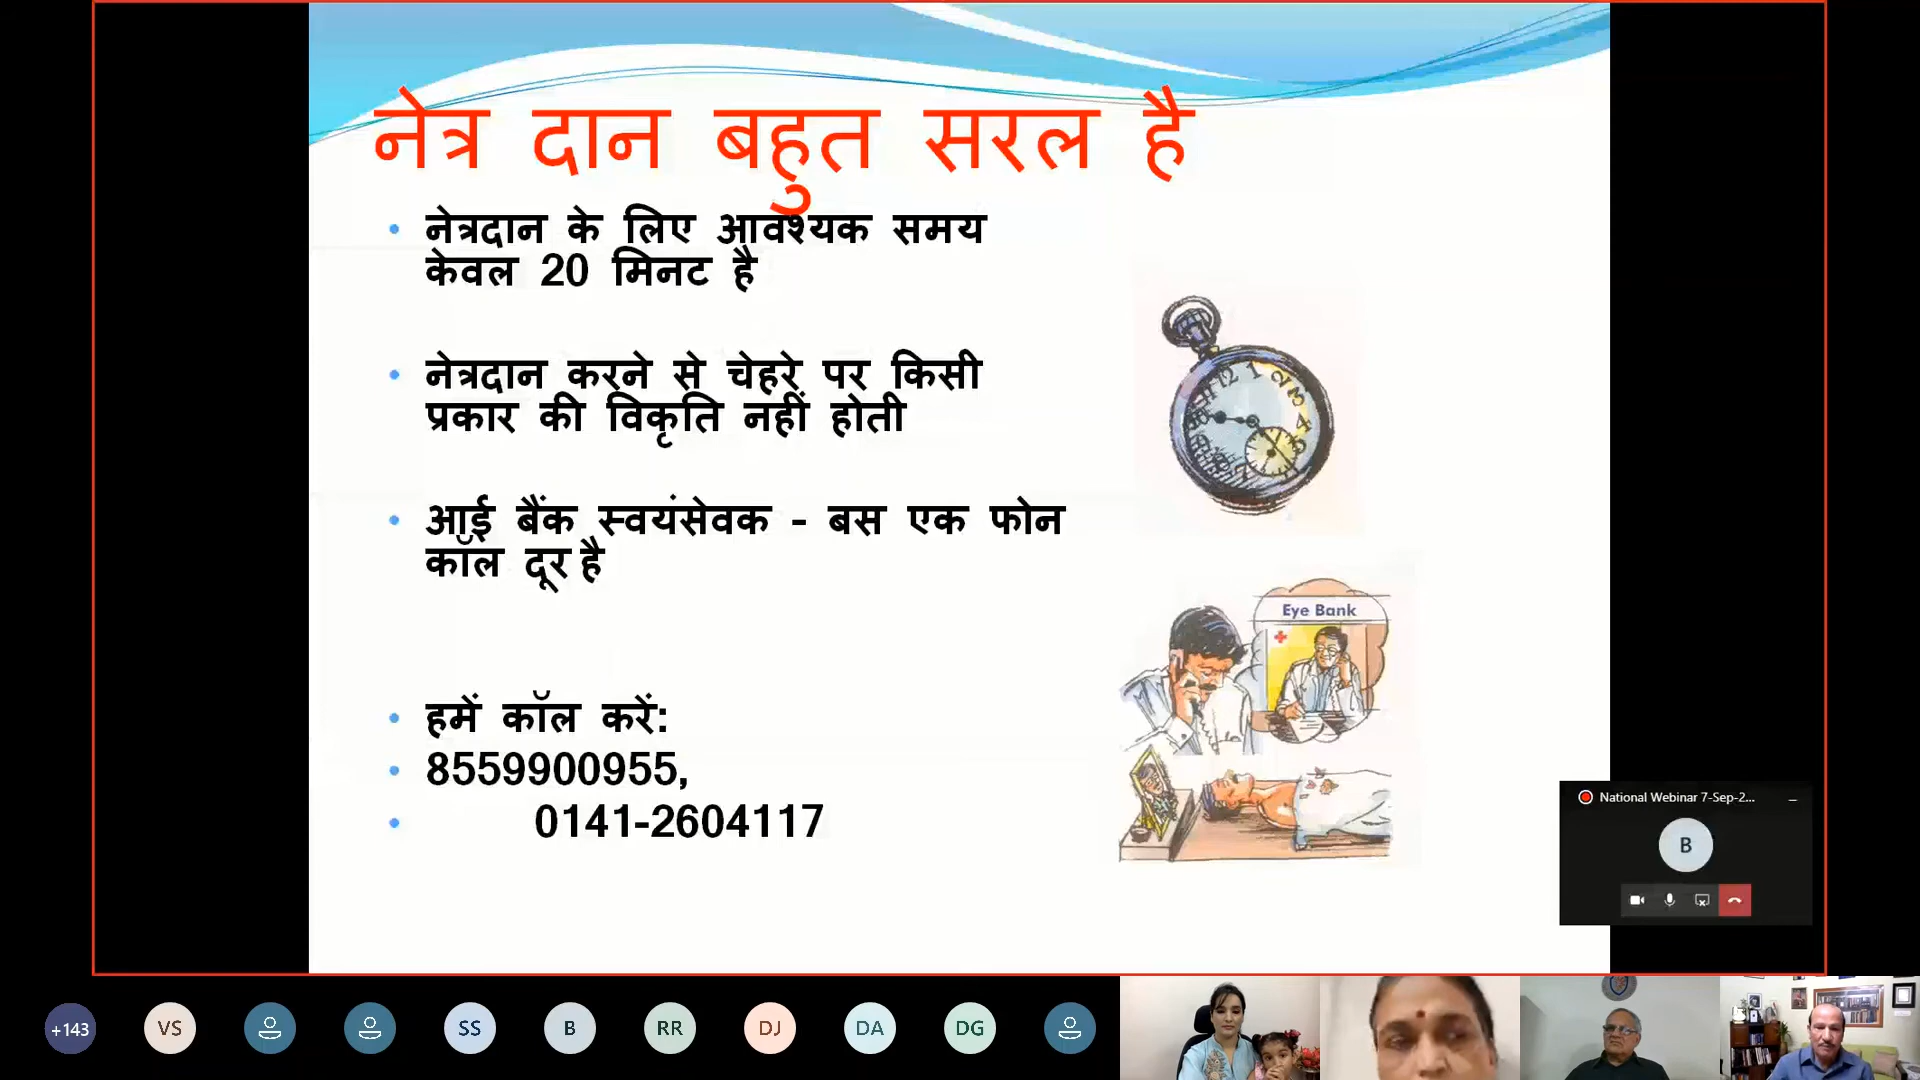 नेत्र दान बहुत सरल है
• नेत्रदान के लिए आवश्यक समय
केवल 20 मिनट है
• नेत्रदान करने से चेहरे पर किसी
प्रकार की विकृति नहीं होती
• आई बैंक स्वयंसेवक - बस एक फोन
कॉल दूर है
• हमें कॉल करें:
• 8559900955,
• 0141-2604117
Eye Bank
National Webinar 7-Sep-2...
B
+143
VS
SS
B
RR
DJ
DA
DG